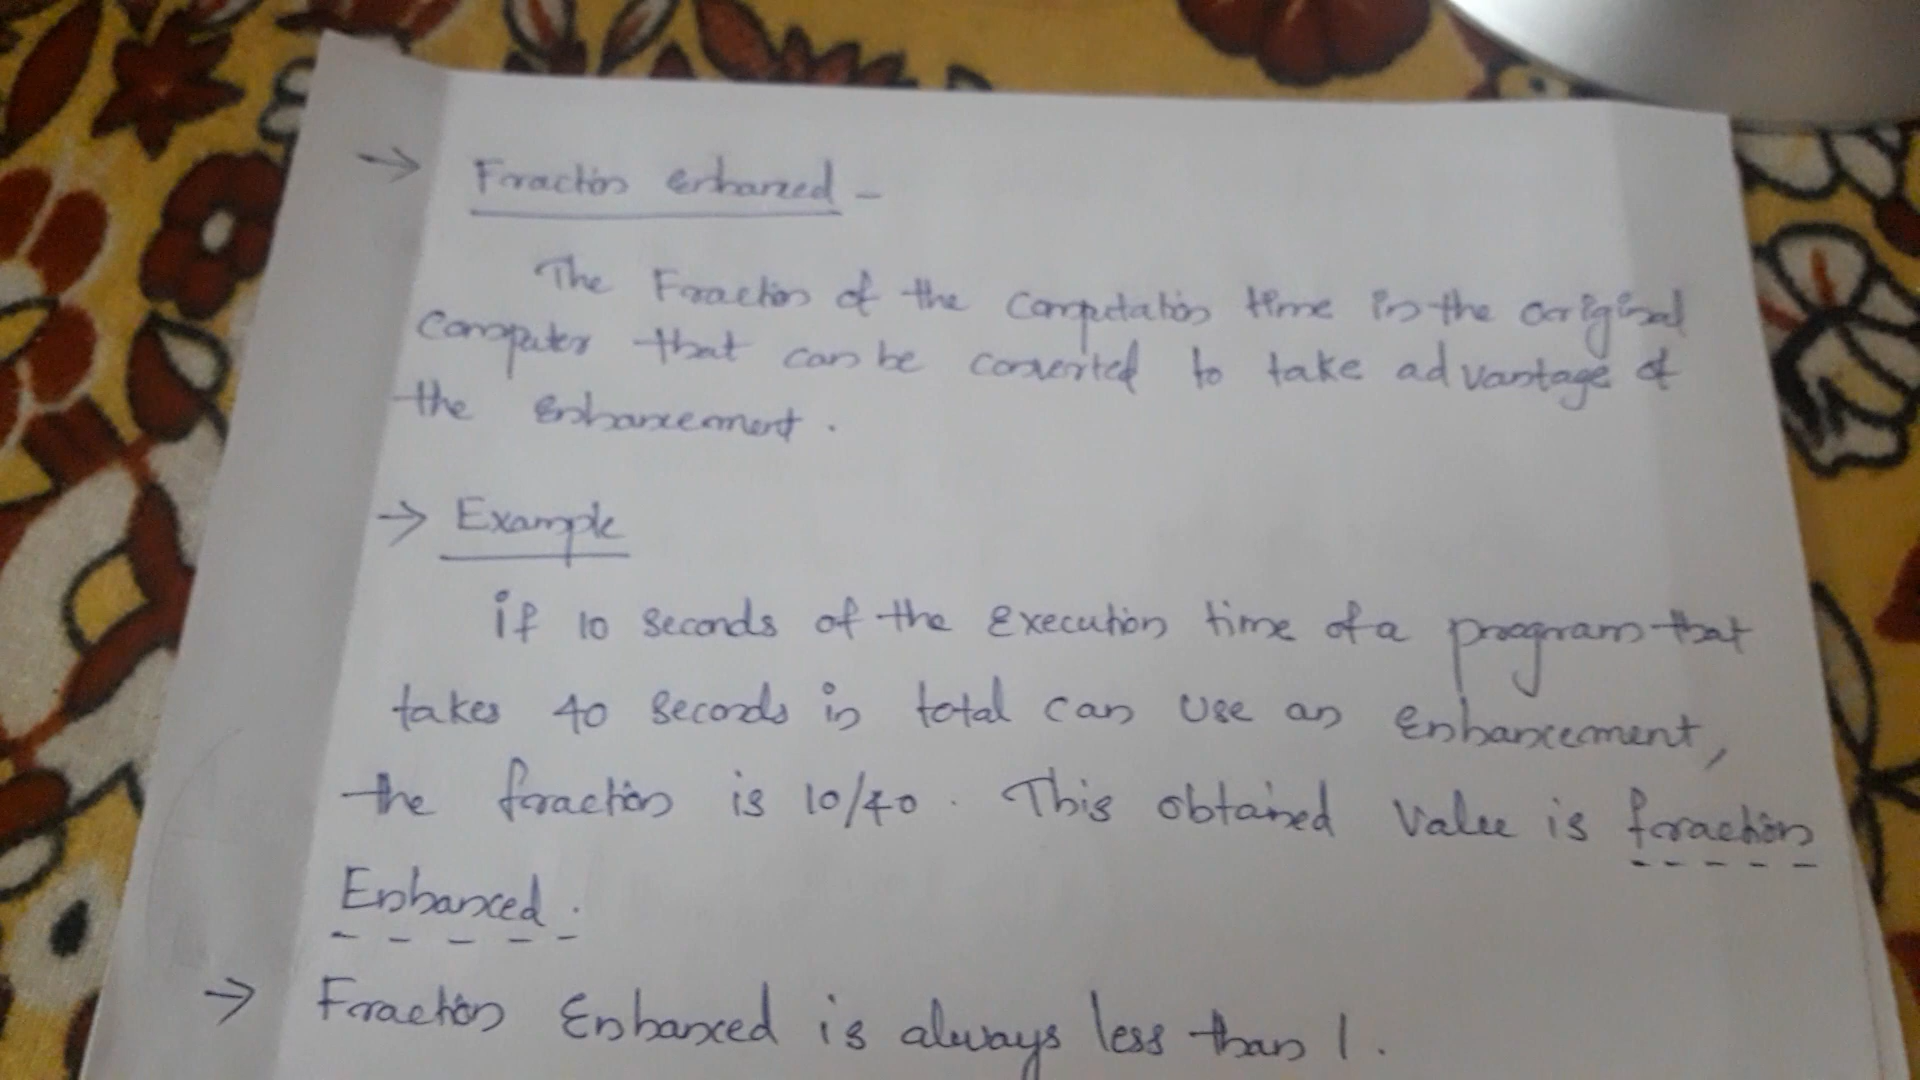 → Fraction enhanced -
The Fraction of the Computation time in the original
Computer that can be converted to take advantage of
the enhancement.
→ Example
if 10 seconds of the execution time of a program that
takes 40 seconds in total can use an enhancement,
the fraction is 10/40. This obtained value is fraction
Enhanced.
→ Fraction Enhanced is always less than 1.